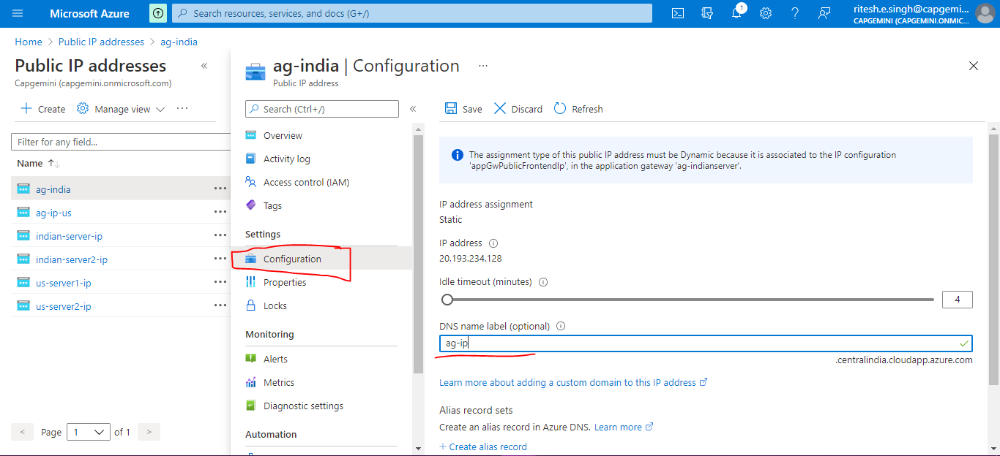 Microsoft Azure
Search resources, services, and docs (G+/)
1
ritesh.e.singh@capgemi...
CAPGEMINI (CAPGEMINI.ONMIC...
Home > Public IP addresses > ag-india
Public IP addresses
Capgemini (capgemini.onmicrosoft.com)
Create
Manage view
Filter for any field...
Name
ag-india
ag-ip-us
indian-server-ip
indian-server2-ip
us-server1-ip
us-server2-ip
< Page 1 of 1 >
ag-india | Configuration
Public IP address
Search (Ctrl+/)
Overview
Activity log
Access control (IAM)
Tags
Settings
Configuration
Properties
Locks
Monitoring
Alerts
Metrics
Diagnostic settings
Automation
Save
Discard
Refresh
The assignment type of this public IP address must be Dynamic because it is associated to the IP configuration
'appGwPublicFrontendIp', in the application gateway 'ag-indianserver'.
IP address assignment
Static
IP address
20.193.234.128
Idle timeout (minutes)
4
DNS name label (optional)
ag-ip
.centralindia.cloudapp.azure.com
Learn more about adding a custom domain to this IP address
Alias record sets
Create an alias record in Azure DNS. Learn more
+ Create alias record